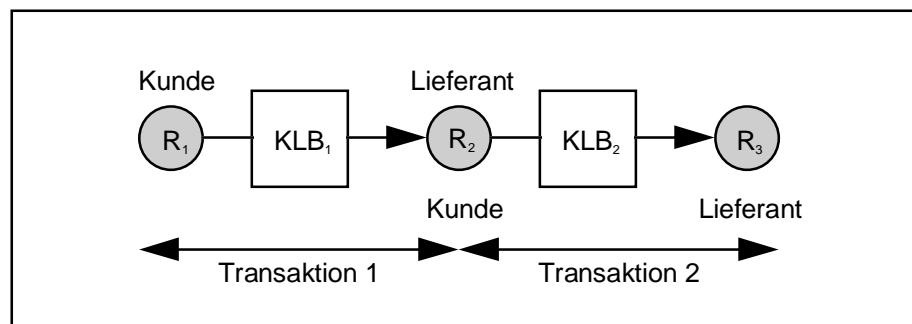 Kunde Lieferant
R₁ KLB₁ R₂ KLB₂ R₃
Kunde Lieferant
Transaktion 1 Transaktion 2